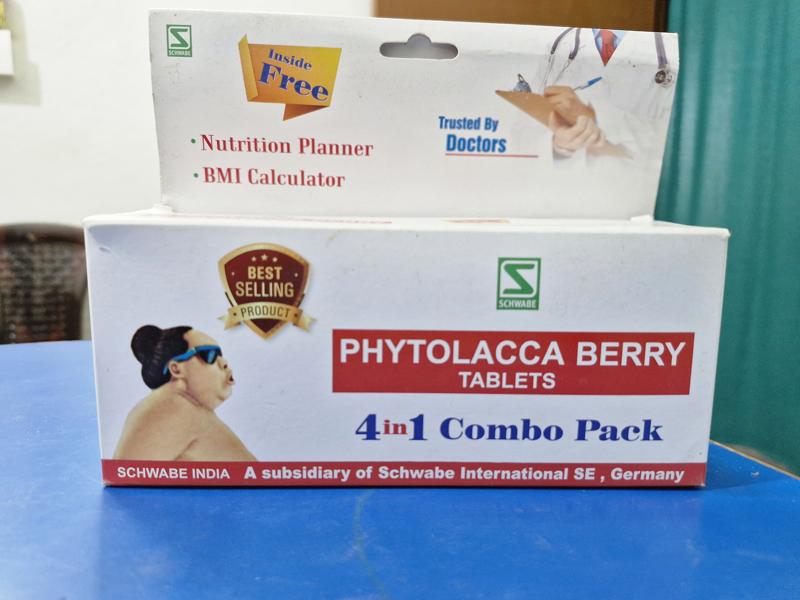 SCHWABE
Inside
Free
• Nutrition Planner
• BMI Calculator
Trusted By
Doctors
BEST
SELLING
PRODUCT
SCHWABE
PHYTOLACCA BERRY
TABLETS
4in1 Combo Pack
SCHWABE INDIA A subsidiary of Schwabe International SE , Germany